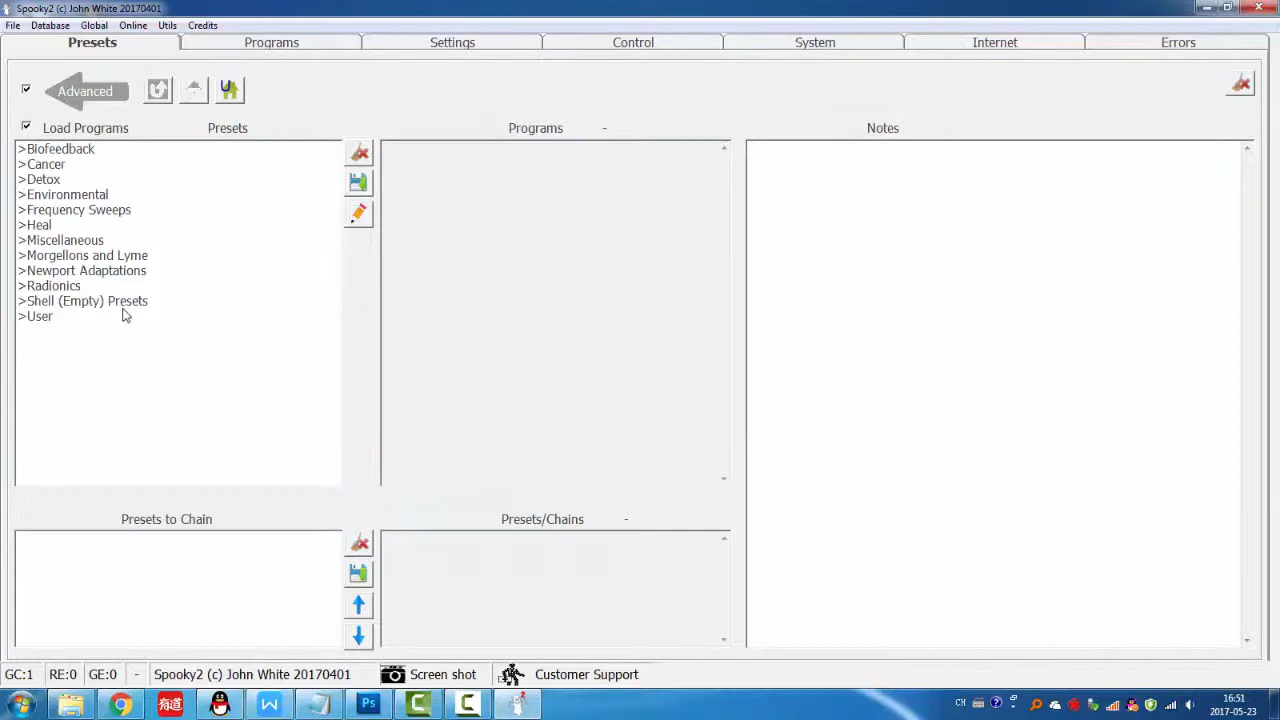 Spooky2 (c) John White 20170401
File Database Global Online Utils Credits
Presets Programs Settings Control System Internet Errors
Advanced
Load Programs Presets Programs - Notes
>Biofeedback
>Cancer
>Detox
>Environmental
>Frequency Sweeps
>Heal
>Miscellaneous
>Morgellons and Lyme
>Newport Adaptations
>Radionics
>Shell (Empty) Presets
>User
Presets to Chain Presets/Chains -
GC:1 RE:0 GE:0 - Spooky2 (c) John White 20170401 Screen shot Customer Support
Ps
CH
16:51
2017-05-23